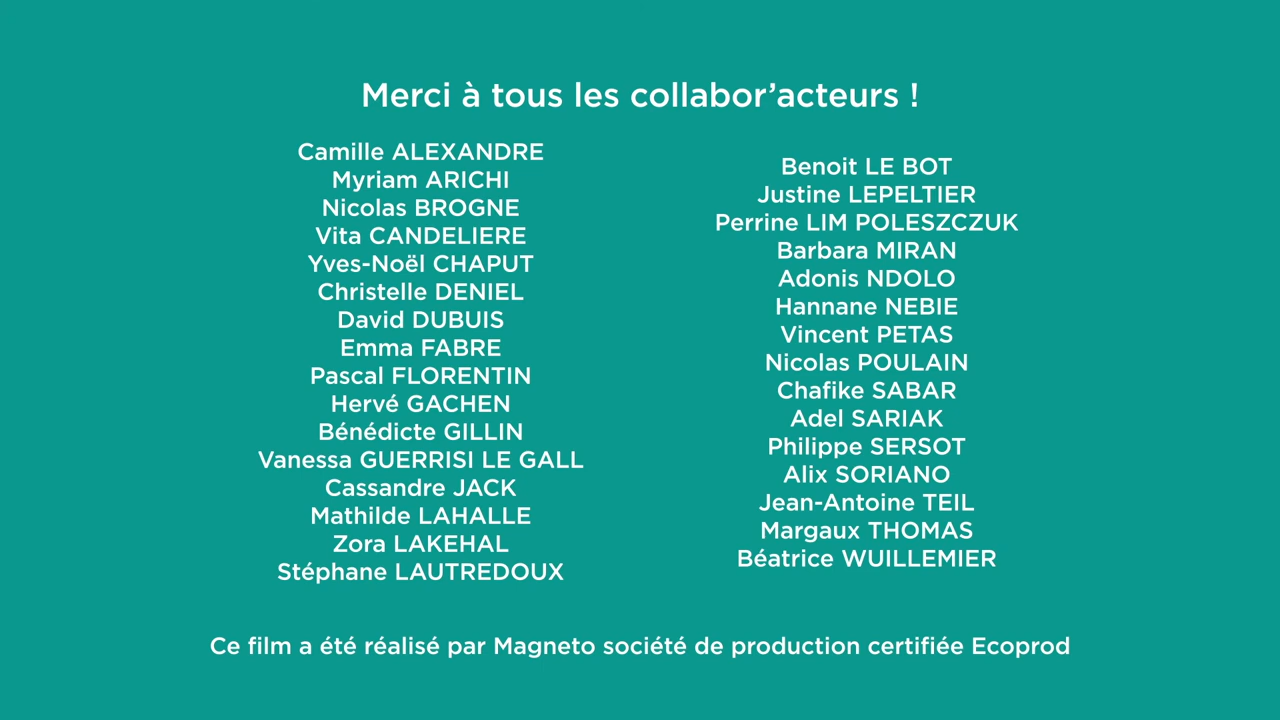 Merci à tous les collabor’acteurs !
Camille ALEXANDRE
Myriam ARICHI
Nicolas BROGNE
Vita CANDELIERE
Yves-Noël CHAPUT
Christelle DENIEL
David DUBUIS
Emma FABRE
Pascal FLORENTIN
Hervé GACHEN
Bénédicte GILLIN
Vanessa GUERRISI LE GALL
Cassandre JACK
Mathilde LAHALLE
Zora LAKEHAL
Stéphane LAUTREDOUX
Benoit LE BOT
Justine LEPELTIER
Perrine LIM POLESZCZUK
Barbara MIRAN
Adonis NDOLO
Hannane NEBIE
Vincent PETAS
Nicolas POULAIN
Chafike SABAR
Adel SARIAK
Philippe SERSOT
Alix SORIANO
Jean-Antoine TEIL
Margaux THOMAS
Béatrice WUILLEMIER
Ce film a été réalisé par Magneto société de production certifiée Ecoprod